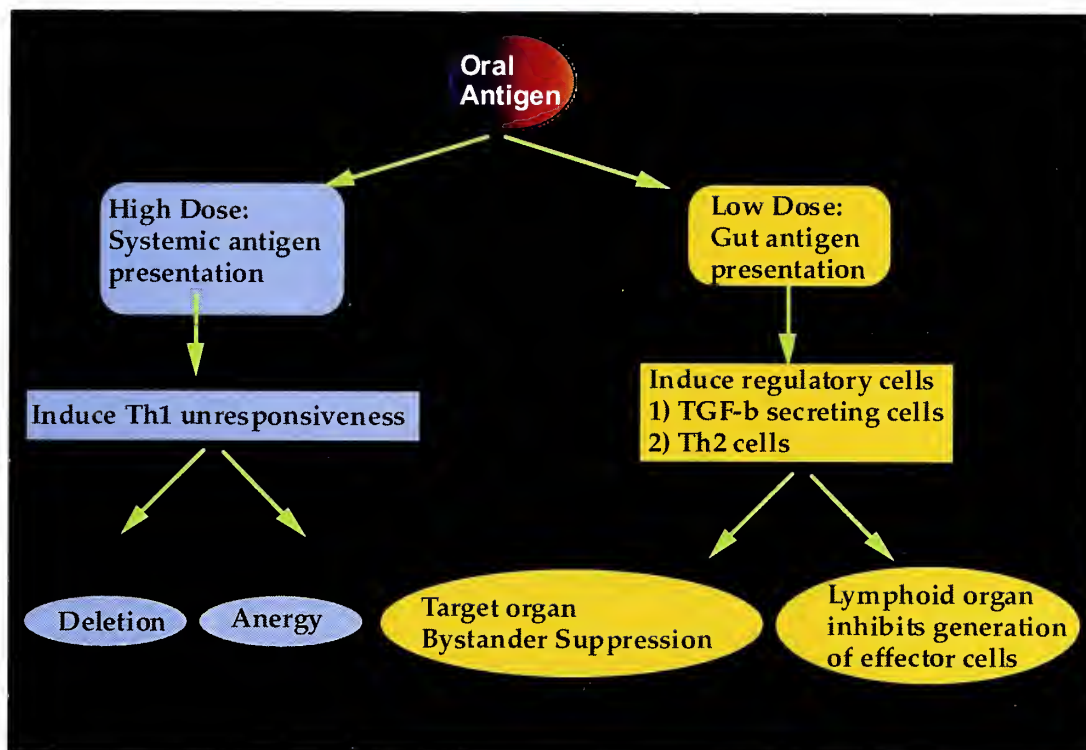 Oral
Antigen
High Dose:
Systemic antigen
presentation
Low Dose:
Gut antigen
presentation
Induce Th1 unresponsiveness
Induce regulatory cells
1) TGF-b secreting cells
2) Th2 cells
Deletion
Anergy
Target organ
Bystander Suppression
Lymphoid organ
inhibits generation
of effector cells